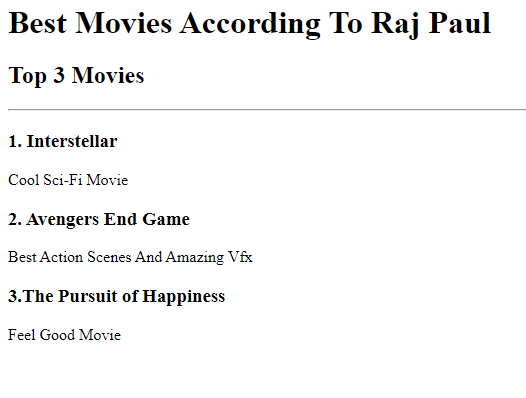 Best Movies According To Raj Paul
Top 3 Movies
1. Interstellar
Cool Sci-Fi Movie
2. Avengers End Game
Best Action Scenes And Amazing Vfx
3.The Pursuit of Happiness
Feel Good Movie